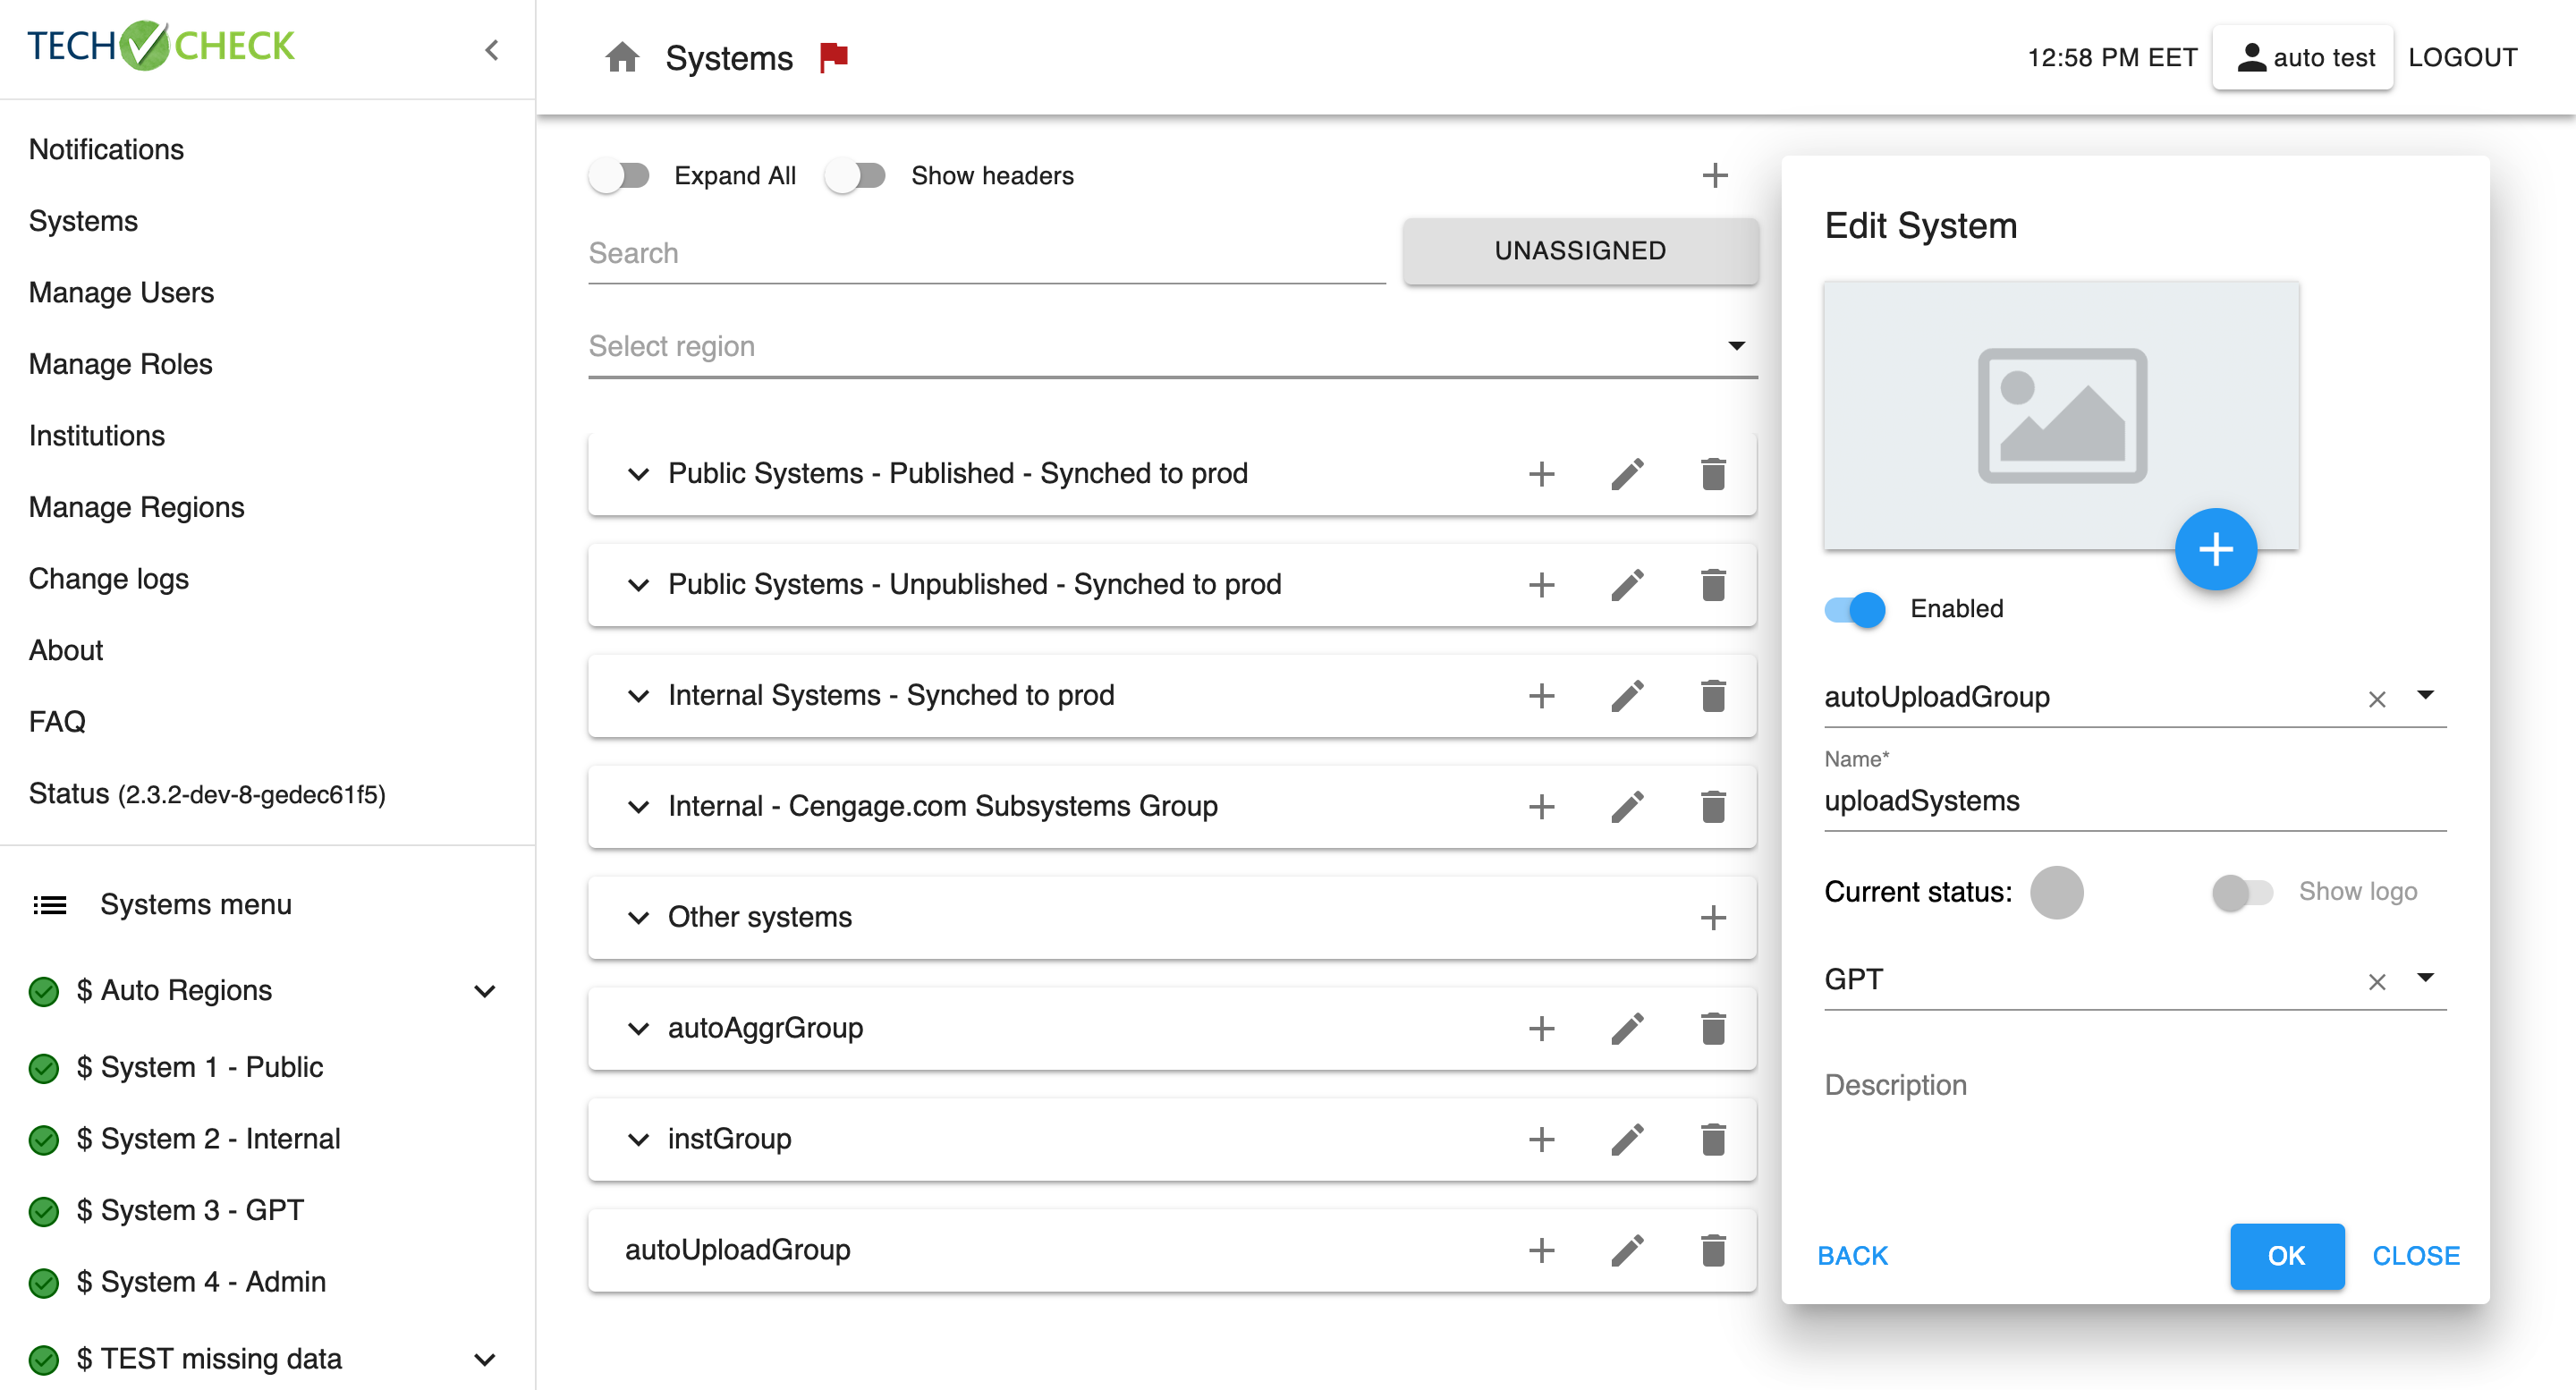 TECH CHECK
Notifications
Systems
Manage Users
Manage Roles
Institutions
Manage Regions
Change logs
About
FAQ
Status (2.3.2-dev-8-gedec61f5)
Systems menu
$ Auto Regions
$ System 1 - Public
$ System 2 - Internal
$ System 3 - GPT
$ System 4 - Admin
$ TEST missing data
Systems
12:58 PM EET
auto test
LOGOUT
Expand All
Show headers
Search
UNASSIGNED
Select region
Public Systems - Published - Synched to prod
Public Systems - Unpublished - Synched to prod
Internal Systems - Synched to prod
Internal - Cengage.com Subsystems Group
Other systems
autoAggrGroup
instGroup
autoUploadGroup
Edit System
Enabled
autoUploadGroup
Name*
uploadSystems
Current status:
Show logo
GPT
Description
BACK
OK
CLOSE